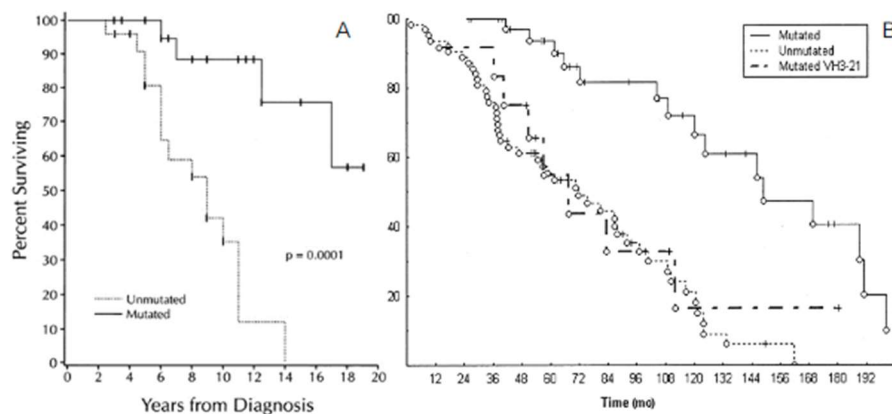 A
Percent Surviving
100
90
80
70
60
50
40
30
20
10
0
p = 0.0001
Unmutated
Mutated
0 2 4 6 8 10 12 14 16 18 20
Years from Diagnosis
B
Mutated
Unmutated
Mutated VH3-21
00
80
60
40
20
12 24 36 48 60 72 84 96 108 120 132 144 156 168 180 192
Time (mo)